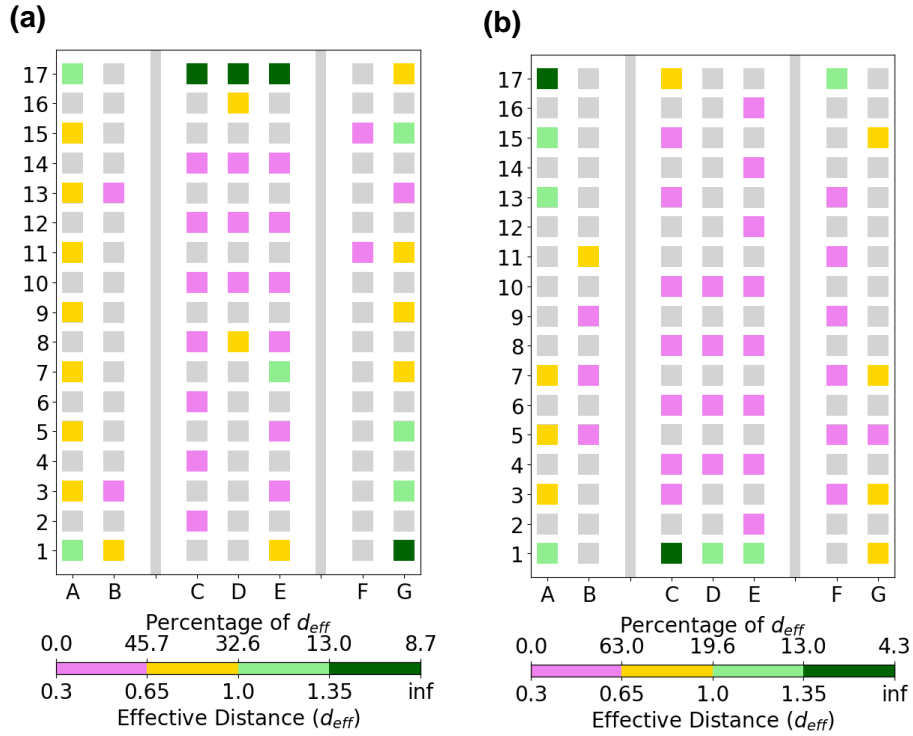 (a)
17
16
15
14
13
12
11
10
9
8
7
6
5
4
3
2
1
A B C D E F G
Percentage of d_eff
0.0 45.7 32.6 13.0 8.7
0.3 0.65 1.0 1.35 inf
Effective Distance (d_eff)
(b)
17
16
15
14
13
12
11
10
9
8
7
6
5
4
3
2
1
A B C D E F G
Percentage of d_eff
0.0 63.0 19.6 13.0 4.3
0.3 0.65 1.0 1.35 inf
Effective Distance (d_eff)